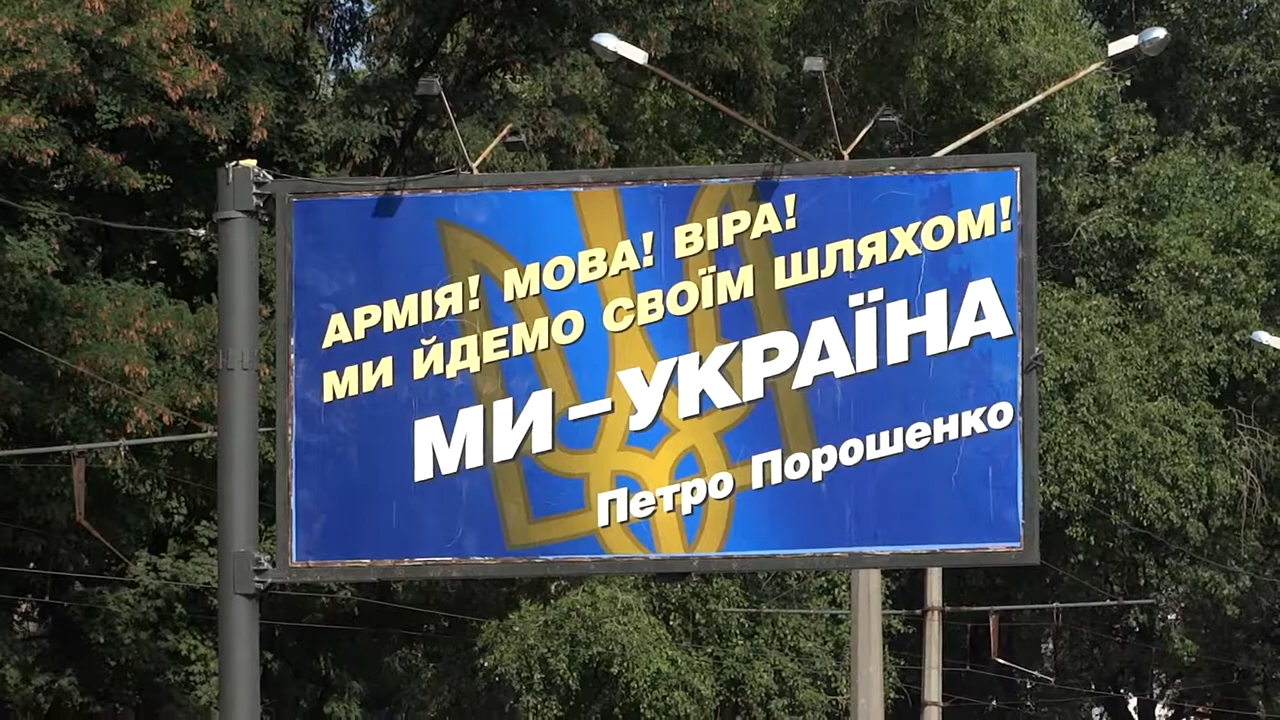 АРМІЯ! МОВА! ВІРА!
МИ ЙДЕМО СВОЇМ ШЛЯХОМ!
МИ – УКРАЇНА
Петро Порошенко